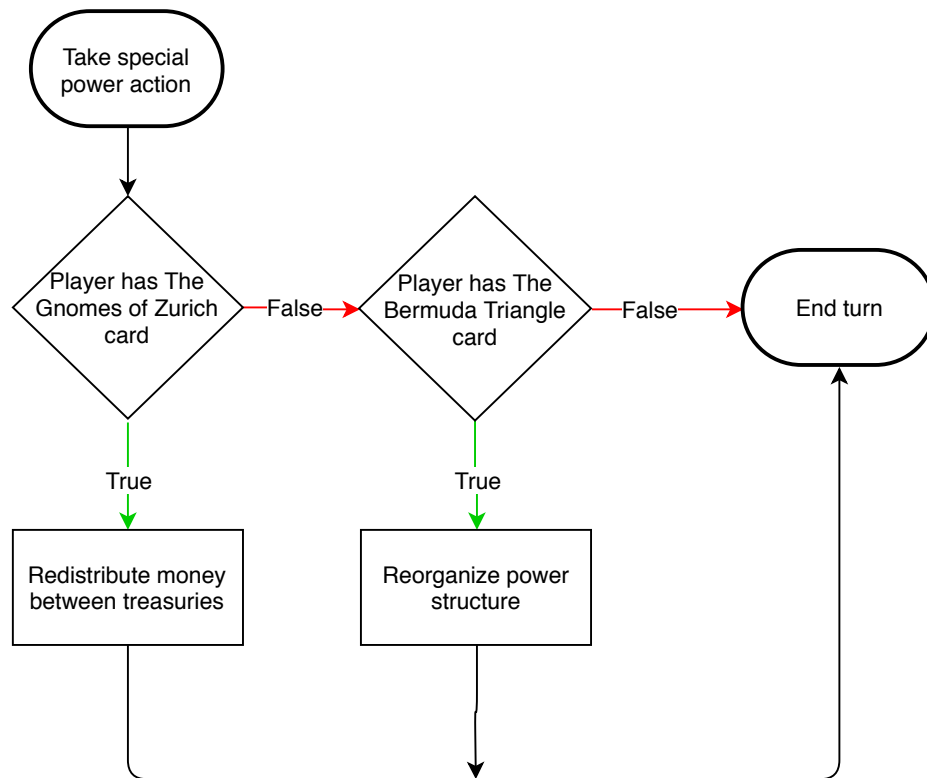 Take special
power action
Player has The
Gnomes of Zurich
card
False
Player has The
Bermuda Triangle
card
False
End turn
True
True
Redistribute money
between treasuries
Reorganize power
structure